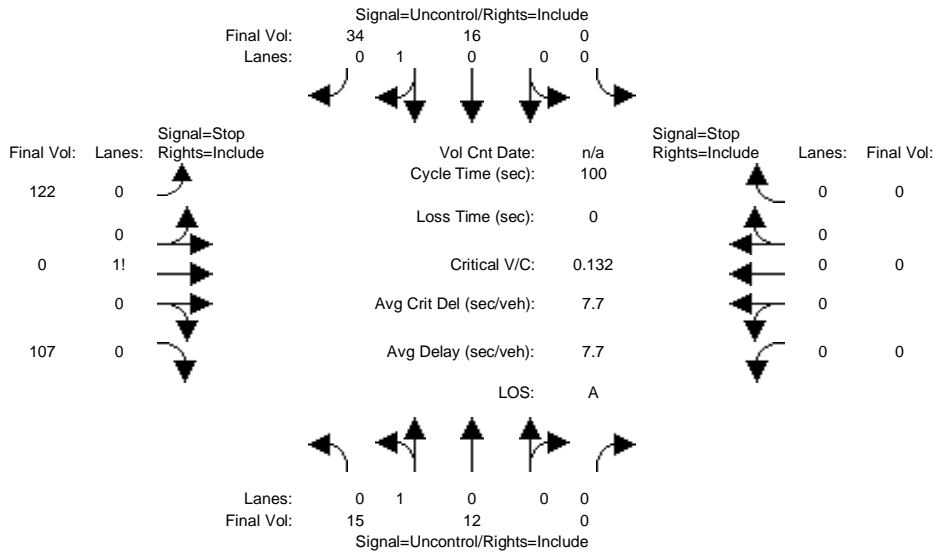 Signal=Uncontrol/Rights=Include
Final Vol: 34 16 0
Lanes: 0 1 0 0 0
Signal=Stop Signal=Stop
Final Vol: Lanes: Rights=Include Vol Cnt Date: n/a Rights=Include Lanes: Final Vol:
Cycle Time (sec): 100
122 0 0 0
Loss Time (sec): 0
0 0
0 1! Critical V/C: 0.132 0 0
0 Avg Crit Del (sec/veh): 7.7 0
107 0 Avg Delay (sec/veh): 7.7 0 0
LOS: A
Lanes: 0 1 0 0 0
Final Vol: 15 12 0
Signal=Uncontrol/Rights=Include